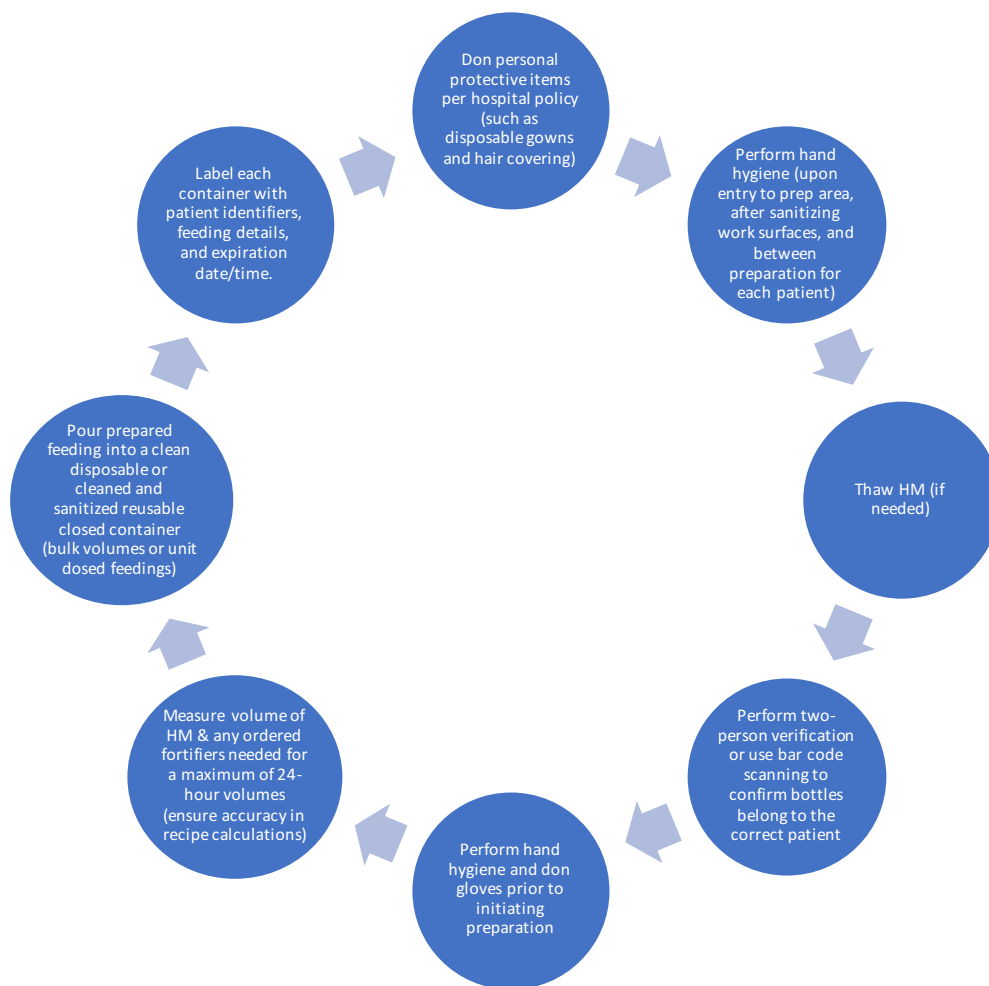 Don personal
protective items
per hospital policy
(such as
disposable gowns
and hair covering)
Perform hand
hygiene (upon
entry to prep area,
after sanitizing
work surfaces, and
between
preparation for
each patient)
Thaw HM (if
needed)
Perform two-
person verification
or use bar code
scanning to
confirm bottles
belong to the
correct patient
Perform hand
hygiene and don
gloves prior to
initiating
preparation
Measure volume of
HM & any ordered
fortifiers needed for
a maximum of 24-
hour volumes
(ensure accuracy in
recipe calculations)
Pour prepared
feeding into a clean
disposable or
cleaned and
sanitized reusable
closed container
(bulk volumes or unit
dosed feedings)
Label each
container with
patient identifiers,
feeding details,
and expiration
date/time.